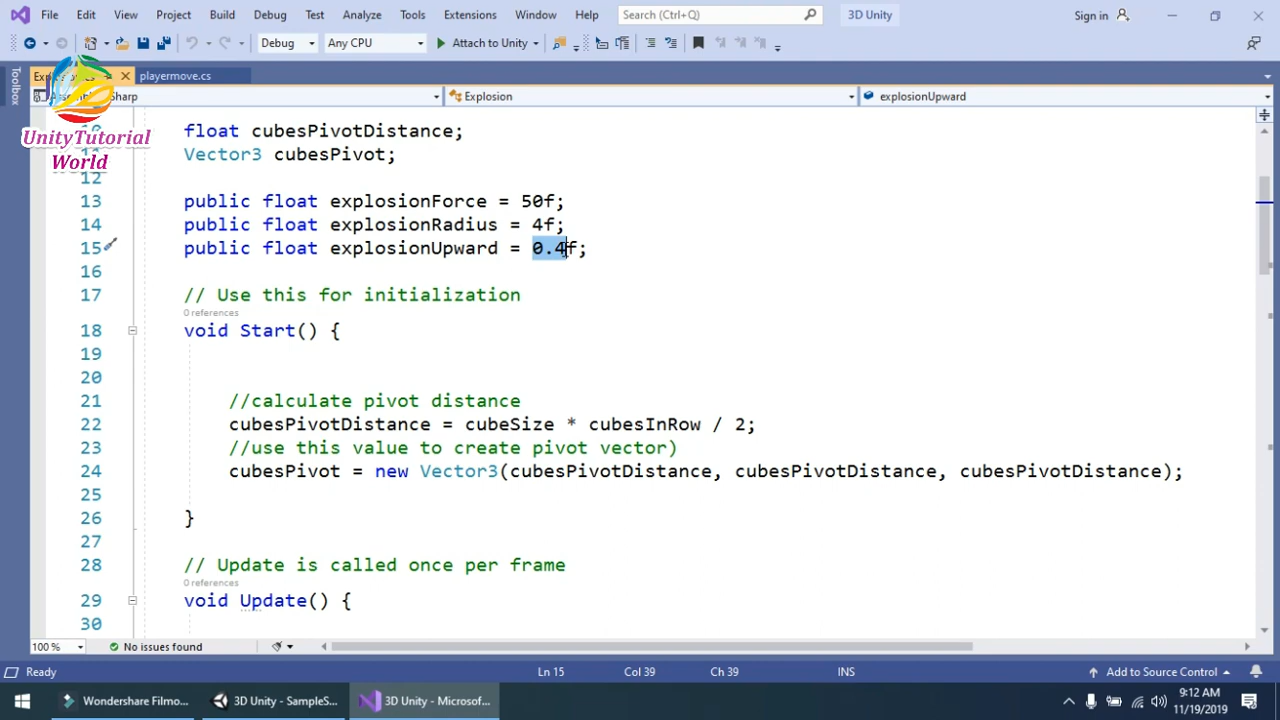 File Edit View Project Build Debug Test Analyze Tools Extensions Window Help Search (Ctrl+Q) 3D Unity Sign in
Debug Any CPU Attach to Unity
Toolbox
playermove.cs
Explosion explosionUpward
UnityTutorial
World
float cubesPivotDistance;
Vector3 cubesPivot;
12
13 public float explosionForce = 50f;
14 public float explosionRadius = 4f;
15 public float explosionUpward = 0.4f;
16
17 // Use this for initialization
0 references
18 void Start() {
19
20
21 //calculate pivot distance
22 cubesPivotDistance = cubeSize * cubesInRow / 2;
23 //use this value to create pivot vector)
24 cubesPivot = new Vector3(cubesPivotDistance, cubesPivotDistance, cubesPivotDistance);
25
26 }
27
28 // Update is called once per frame
0 references
29 void Update() {
30
100 % No issues found
Ready Ln 15 Col 39 Ch 39 INS Add to Source Control
Wondershare Filmo... 3D Unity - SampleS... 3D Unity - Microsof... 9:12 AM
11/19/2019